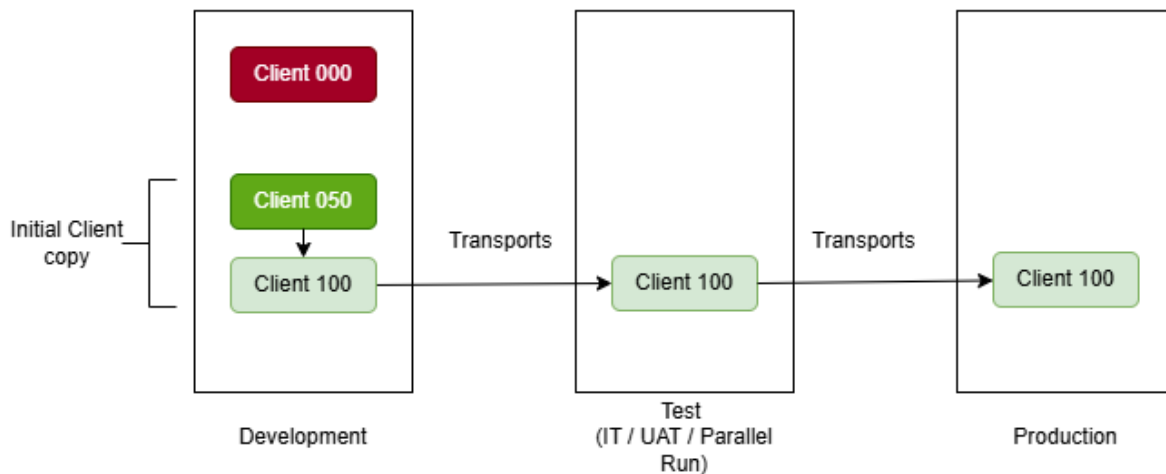 Client 000
Client 050
Initial Client
copy
Client 100
Transports
Client 100
Transports
Client 100
Development
Test
(IT / UAT / Parallel
Run)
Production